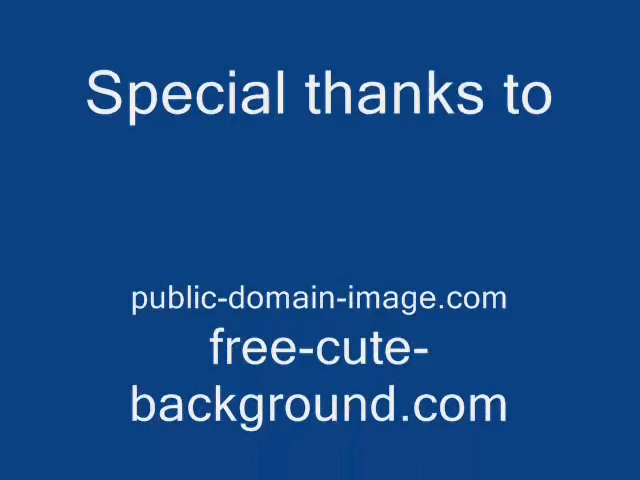 Special thanks to
public-domain-image.com
free-cute-
background.com